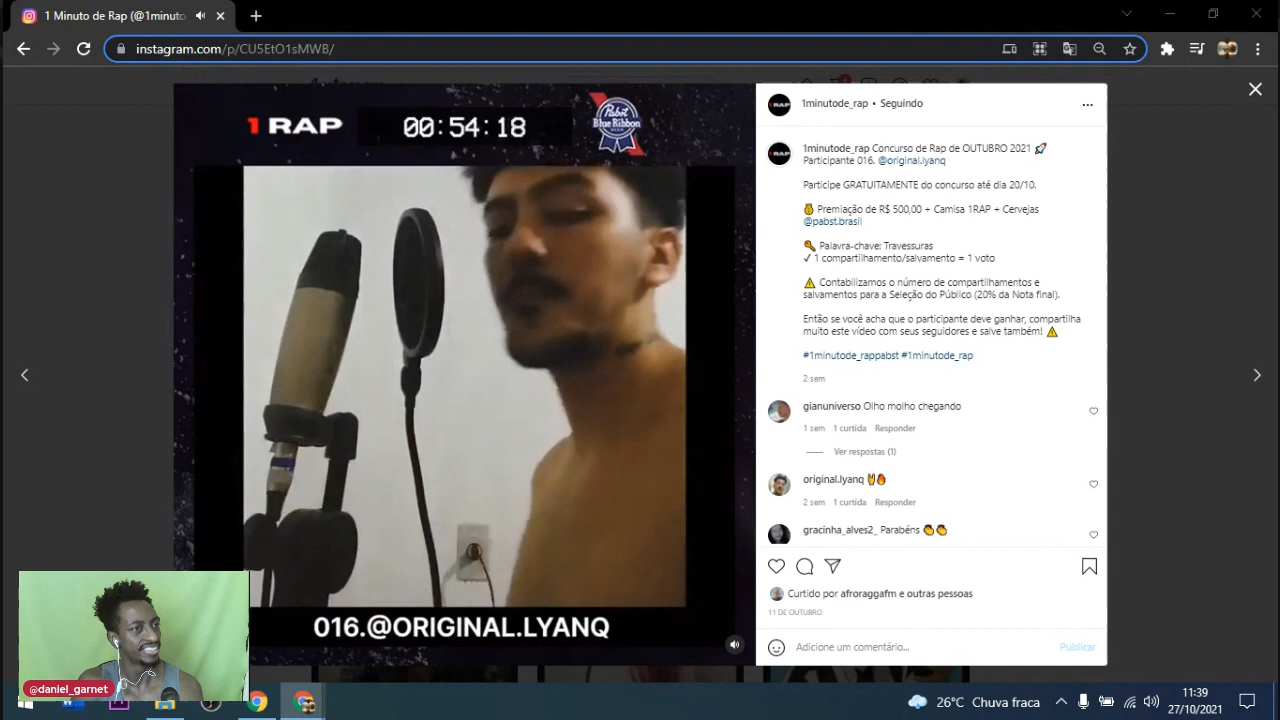 1Minuto de
instagram.com/p/CU5EtO1sMWB/
1 RAP
00:54:18
Pabst
Blue Ribbon
016.@ORIGINAL.LYANQ
@daniel_garnet
1minutode_rap • Seguindo
1minutode_rap Concurso de Rap de OUTUBRO 2021 🚀
Participante 016. @original.lyanq
Participe GRATUITAMENTE do concurso até dia 20/10.
🏅 Premiação de R$ 500,00 + Camisa 1RAP + Cervejas
@pabst.brasil
🔑 Palavra-chave: Travessuras
✓ 1 compartilhamento/salvamento = 1 voto
⚠️ Contabilizamos o número de compartilhamentos e
salvamentos para a Seleção do Público (20% da Nota final).
Então se você acha que o participante deve ganhar, compartilha
muito este vídeo com seus seguidores e salve também! ⚠️
#1minutode_rappabst #1minutode_rap
2 sem
gianuniverso Olho molho chegando
1 sem 1 curtida Responder
Ver respostas (1)
original.lyanq 🤘🔥
2 sem 1 curtida Responder
gracinha_alves2_ Parabéns 👏👏
Curtido por afroraggafm e outras pessoas
11 DE OUTUBRO
Adicione um comentário...
Publicar
26°C Chuva fraca
11:39
27/10/2021